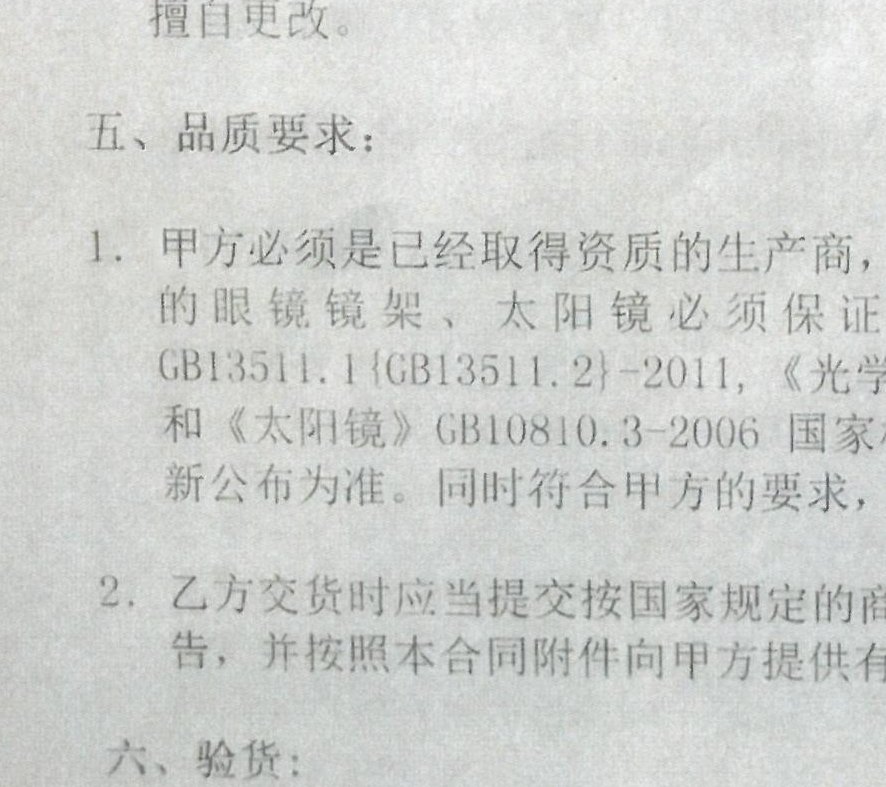 擅自更改。
五、品质要求：
1. 甲方必须是已经取得资质的生产商，
的眼镜镜架、太阳镜必须保证
GB13511.1{GB13511.2}-2011，《光学
和《太阳镜》GB10810.3-2006 国家
新公布为准。同时符合甲方的要求，
2. 乙方交货时应当提交按国家规定的商
告，并按照本合同附件向甲方提供有
六、验货：